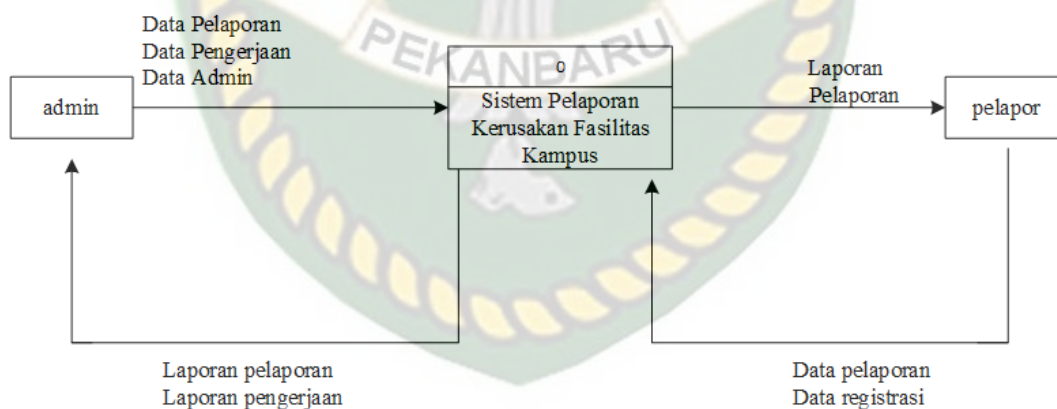 Data Pelaporan
Data Pengerjaan
Data Admin
PEKANBARU
admin
0
Sistem Pelaporan
Kerusakan Fasilitas
Kampus
Laporan
Pelaporan
pelapor
Laporan pelaporan
Laporan pengerjaan
Data pelaporan
Data registrasi